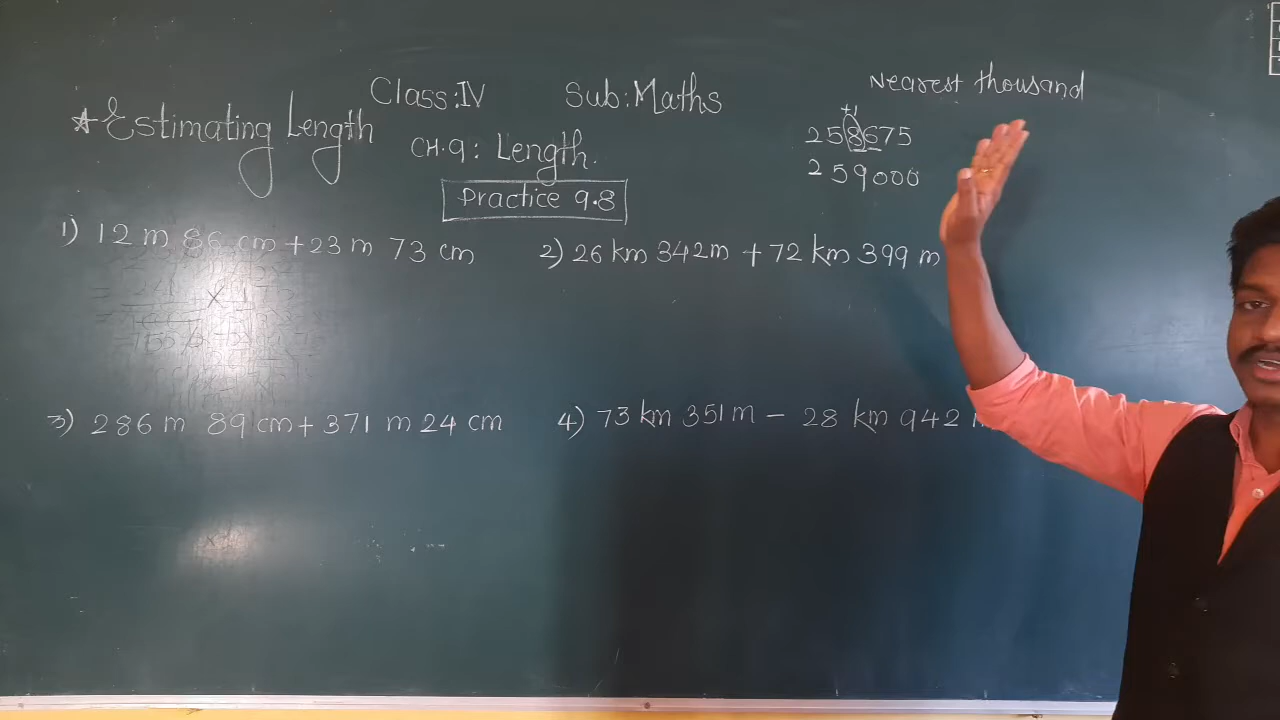 Class:IV Sub:Maths
Nearest thousand
* Estimating Length
CH.9: Length.
+1
258675
259000
Practice 9.8
1) 12 m 86 cm + 23 m 73 cm
2) 26 km 342m + 72 km 399 m
3) 286 m 89 cm + 371 m 24 cm
4) 73 km 351 m - 28 km 942